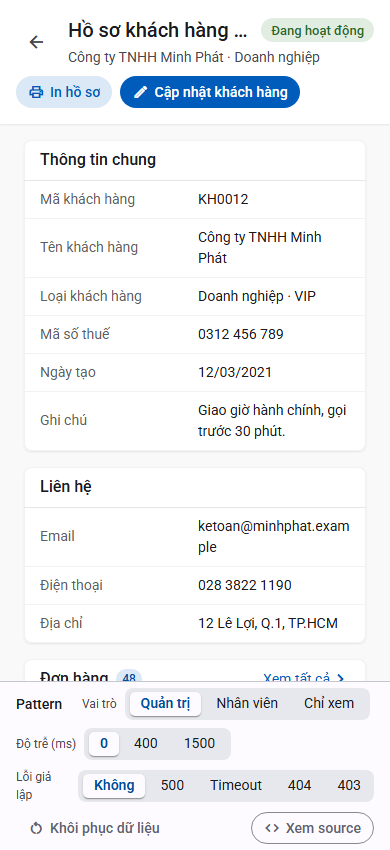 Hồ sơ khách hàng ...
Đang hoạt động
Công ty TNHH Minh Phát · Doanh nghiệp
In hồ sơ
Cập nhật khách hàng
Thông tin chung
Mã khách hàng
KH0012
Tên khách hàng
Công ty TNHH Minh
Phát
Loại khách hàng
Doanh nghiệp · VIP
Mã số thuế
0312 456 789
Ngày tạo
12/03/2021
Ghi chú
Giao giờ hành chính, gọi
trước 30 phút.
Liên hệ
Email
ketoan@minhphat.exam
ple
Điện thoại
028 3822 1190
Địa chỉ
12 Lê Lợi, Q.1, TP.HCM
Đơn hàng 48
Xem tất cả
Pattern
Vai trò
Quản trị
Nhân viên
Chỉ xem
Độ trễ (ms)
0
400
1500
Lỗi giả
lập
Không
500
Timeout
404
403
Khôi phục dữ liệu
Xem source